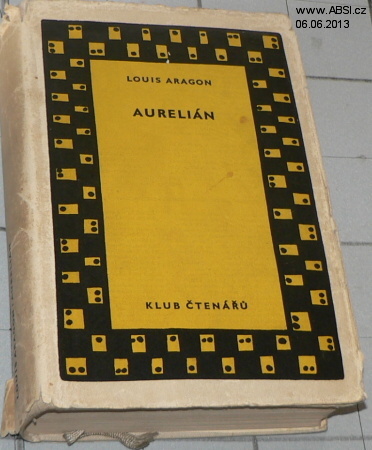 www.ABSI.cz
06.06.2013
LOUIS ARAGON
AURELIÁN
KLUB ČTENÁŘŮ